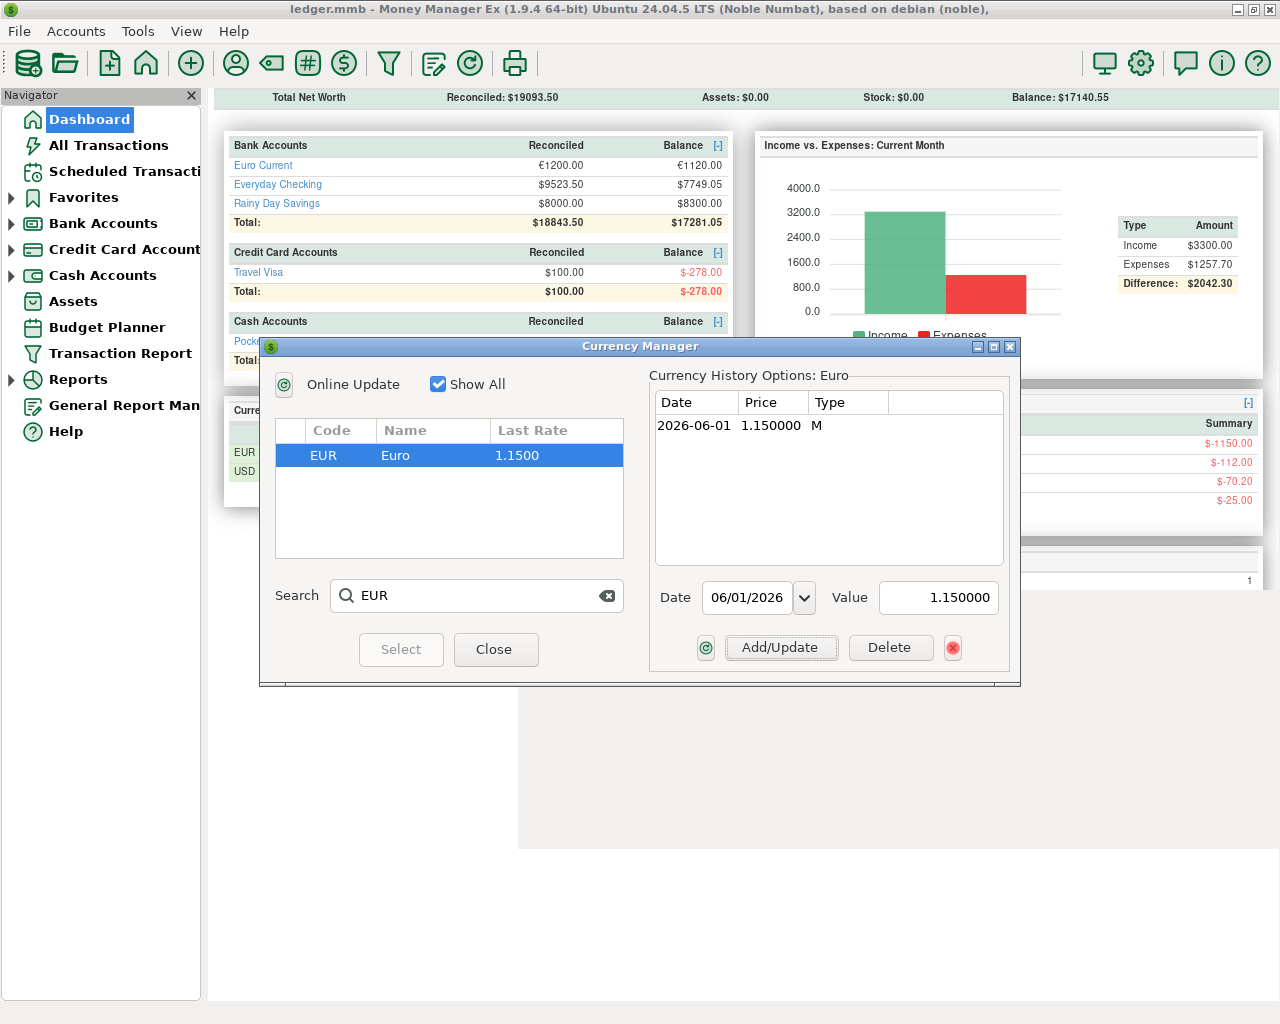 ledger.mmb - Money Manager Ex (1.9.4 64-bit) Ubuntu 24.04.5 LTS (Noble Numbat), based on debian (noble),
File Accounts Tools View Help
Navigator
Dashboard
All Transactions
Scheduled Transacti
Favorites
Bank Accounts
Credit Card Account
Cash Accounts
Assets
Budget Planner
Transaction Report
Reports
General Report Man
Help
Total Net Worth Reconciled: $19093.50 Assets: $0.00 Stock: $0.00 Balance: $17140.55
Bank Accounts Reconciled Balance [-]
Euro Current €1200.00 €1120.00
Everyday Checking $9523.50 $7749.05
Rainy Day Savings $8000.00 $8300.00
Total: $18843.50 $17281.05
Credit Card Accounts Reconciled Balance [-]
Travel Visa $100.00 $-278.00
Total: $100.00 $-278.00
Cash Accounts Reconciled Balance [-]
Pocke
Total:
Curre
EUR
USD
Income vs. Expenses: Current Month
4000.0
3200.0
2400.0
1600.0
800.0
0.0
Income Expenses
Type Amount
Income $3300.00
Expenses $1257.70
Difference: $2042.30
[-]
Summary
$-1150.00
$-112.00
$-70.20
$-25.00
1
Currency Manager
Online Update Show All
Code Name Last Rate
EUR Euro 1.1500
Search EUR
Select Close
Currency History Options: Euro
Date Price Type
2026-06-01 1.150000 M
Date 06/01/2026 Value 1.150000
Add/Update Delete